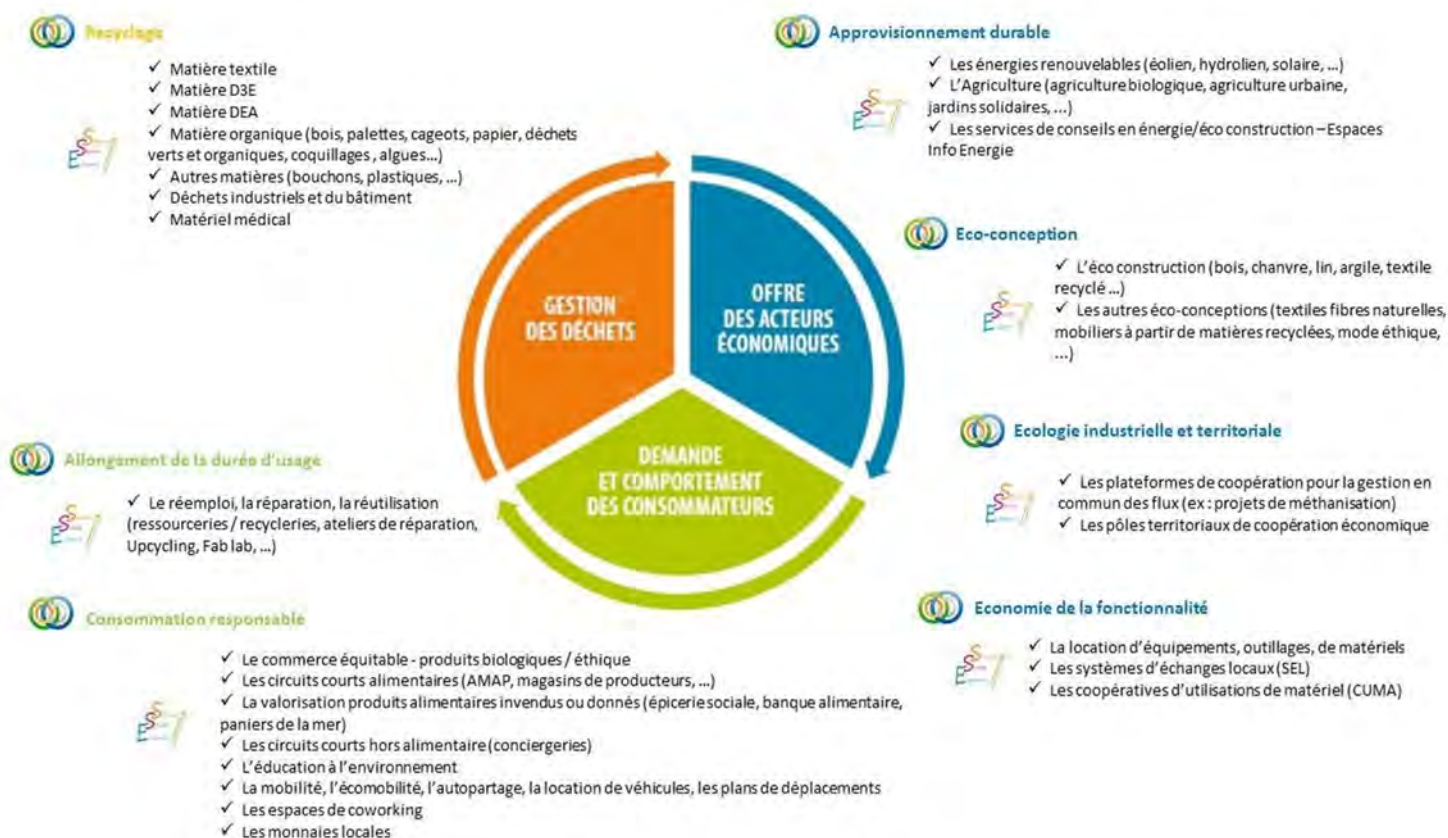 Recyclage
✓ Matière textile
✓ Matière D3E
✓ Matière DEA
✓ Matière organique (bois, palettes, cageots, papier, déchets
verts et organiques, coquillages , algues...)
✓ Autres matières (bouchons, plastiques, ...)
✓ Déchets industriels et du bâtiment
✓ Matériel médical
Approvisionnement durable
✓ Les énergies renouvelables (éolien, hydrolien, solaire, ...)
✓ L'Agriculture (agriculture biologique, agriculture urbaine,
jardins solidaires, ...)
✓ Les services de conseils en énergie/éco construction – Espaces
Info Energie
Eco-conception
✓ L'éco construction (bois, chanvre, lin, argile, textile
recyclé ...)
✓ Les autres éco-conceptions (textiles fibres naturelles,
mobiliers à partir de matières recyclées, mode éthique,
...)
GESTION
DES DÉCHETS
OFFRE
DES ACTEURS
ÉCONOMIQUES
DEMANDE
ET COMPORTEMENT
DES CONSOMMATEURS
Ecologie industrielle et territoriale
✓ Les plateformes de coopération pour la gestion en
commun des flux (ex : projets de méthanisation)
✓ Les pôles territoriaux de coopération économique
Allongement de la durée d'usage
✓ Le réemploi, la réparation, la réutilisation
(ressourceries / recycleries, ateliers de réparation,
Upcycling, Fab lab, ...)
Economie de la fonctionnalité
✓ La location d'équipements, outillages, de matériels
✓ Les systèmes d'échanges locaux (SEL)
✓ Les coopératives d'utilisations de matériel (CUMA)
Consommation responsable
✓ Le commerce équitable - produits biologiques / éthique
✓ Les circuits courts alimentaires (AMAP, magasins de producteurs, ...)
✓ La valorisation produits alimentaires invendus ou donnés (épicerie sociale, banque alimentaire,
paniers de la mer)
✓ Les circuits courts hors alimentaire (conciergeries)
✓ L'éducation à l'environnement
✓ La mobilité, l'écomobilité, l'autopartage, la location de véhicules, les plans de déplacements
✓ Les espaces de coworking
✓ Les monnaies locales